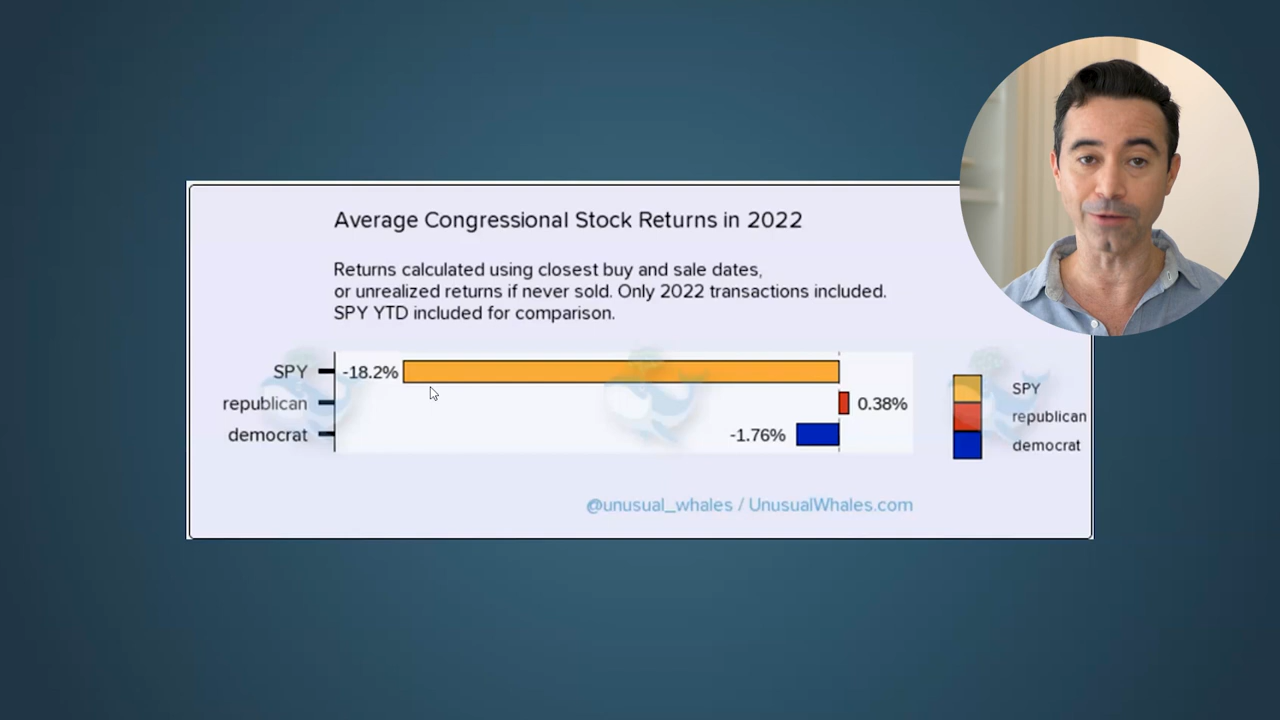 Average Congressional Stock Returns in 2022
Returns calculated using closest buy and sale dates,
or unrealized returns if never sold. Only 2022 transactions included.
SPY YTD included for comparison.
SPY -18.2%
republican 0.38%
democrat -1.76%
SPY
republican
democrat
@unusual_whales / UnusualWhales.com